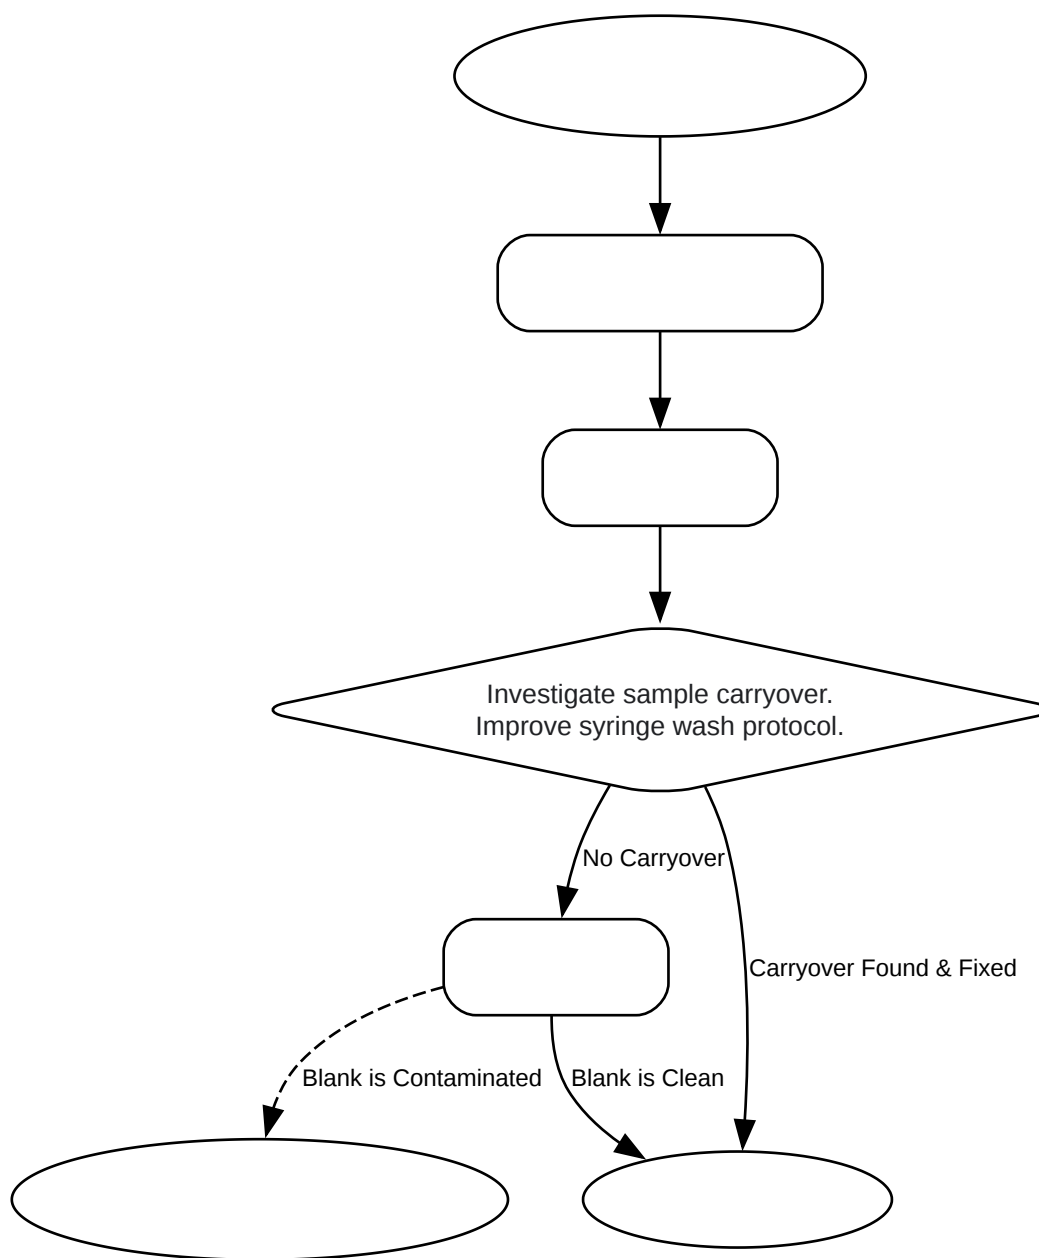 Investigate sample carryover.
Improve syringe wash protocol.
No Carryover
Carryover Found & Fixed
Blank is Contaminated
Blank is Clean